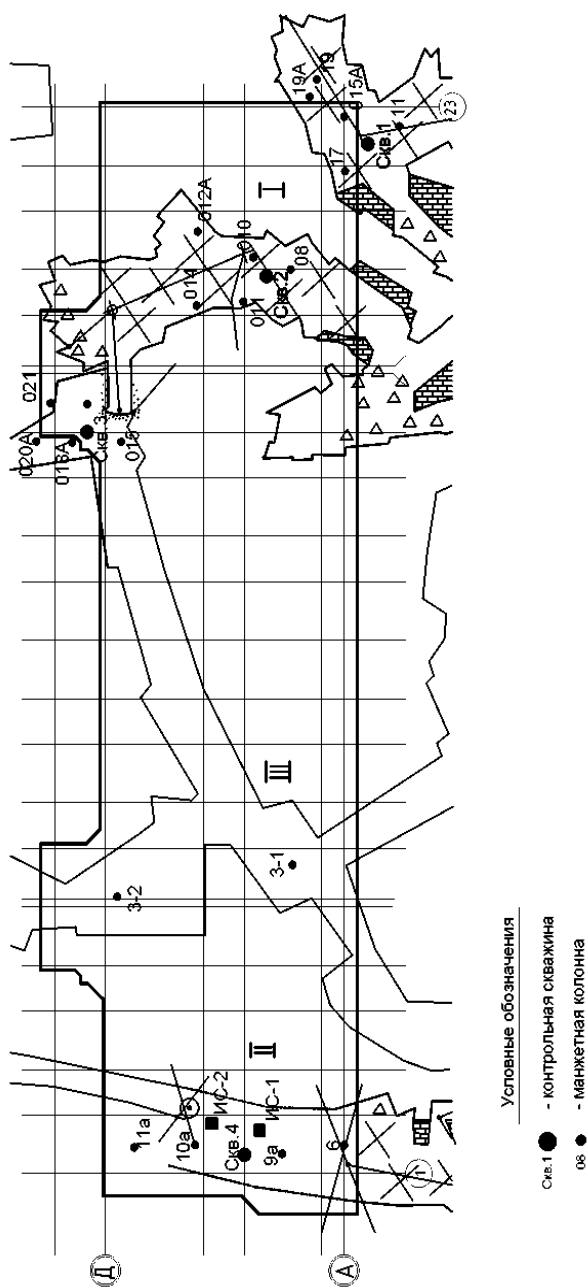 19
19А
15А
11
23
17
Скв.1
I
012А
010
08
Скв.2
014
011
021
020А
018А
Скв.3
015
III
3-1
3-2
II
ИС-2
ИС-1
11а
10а
Скв.4
9а
6
1
Д
А
Условные обозначения
Скв.1 - контрольная скважина
08 - манжетная колонна